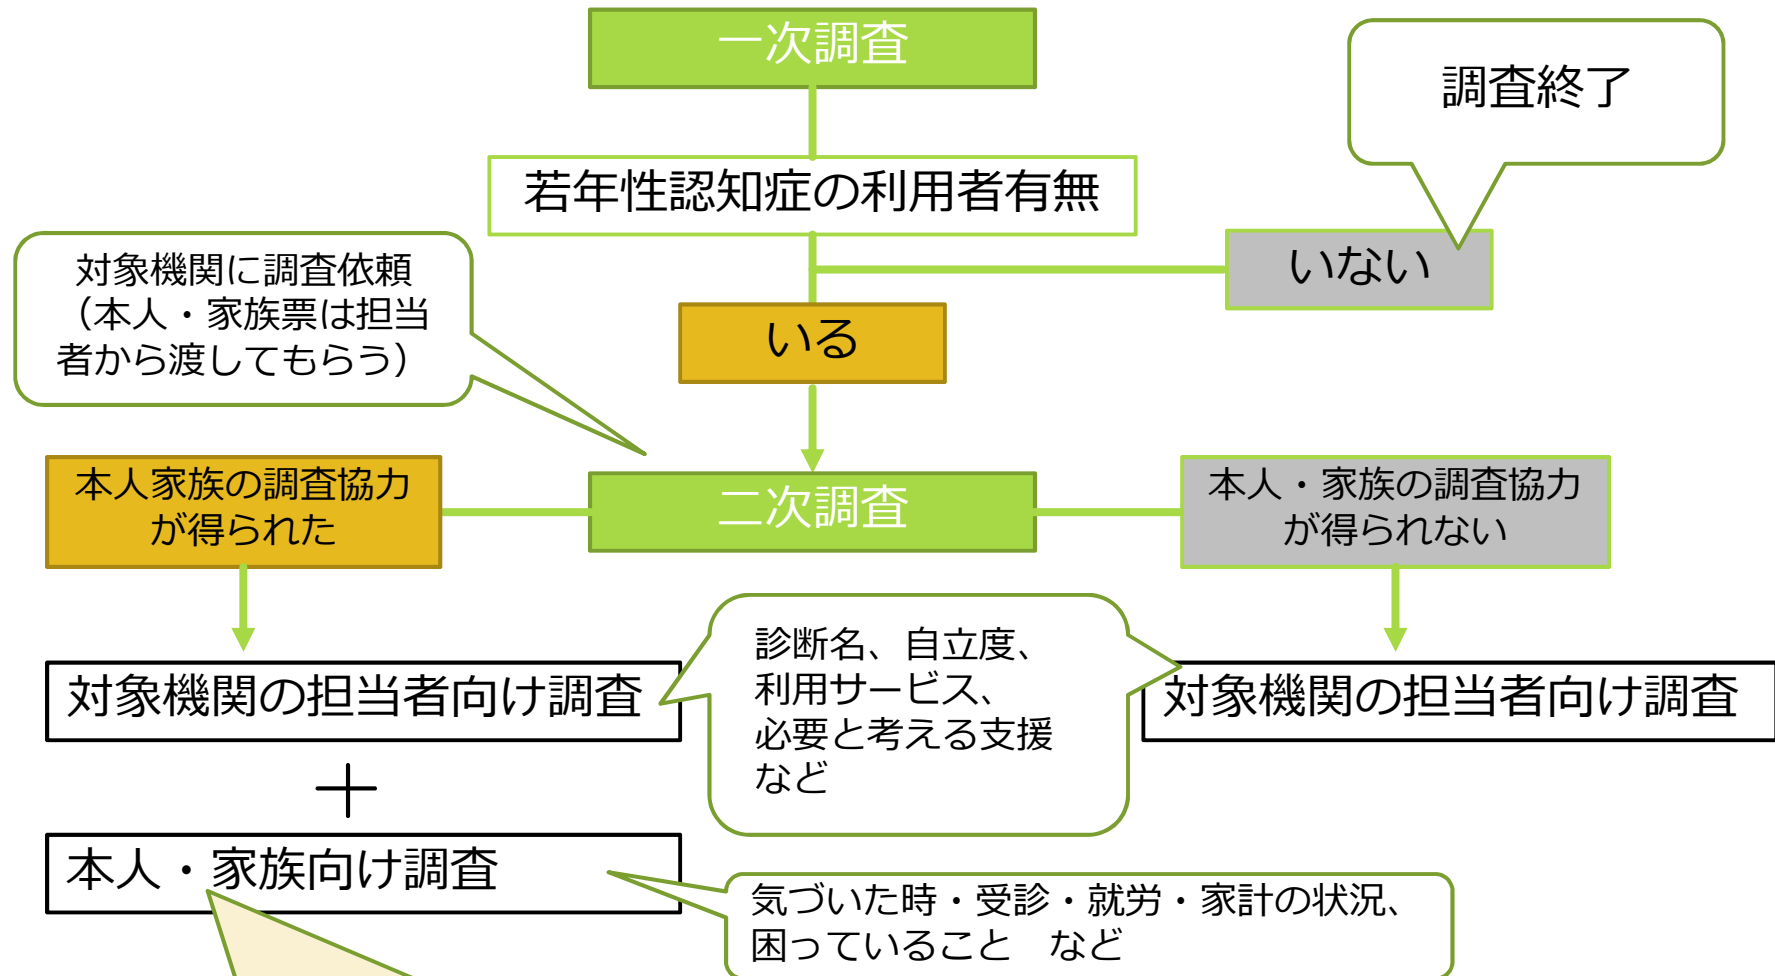 一次調査
調査終了
若年性認知症の利用者有無
いない
対象機関に調査依頼
（本人・家族票は担当
者から渡してもらう）
いる
本人家族の調査協力
が得られた
二次調査
本人・家族の調査協力
が得られない
対象機関の担当者向け調査
診断名、自立度、
利用サービス、
必要と考える支援
など
対象機関の担当者向け調査
＋
本人・家族向け調査
気づいた時・受診・就労・家計の状況、
困っていること　など